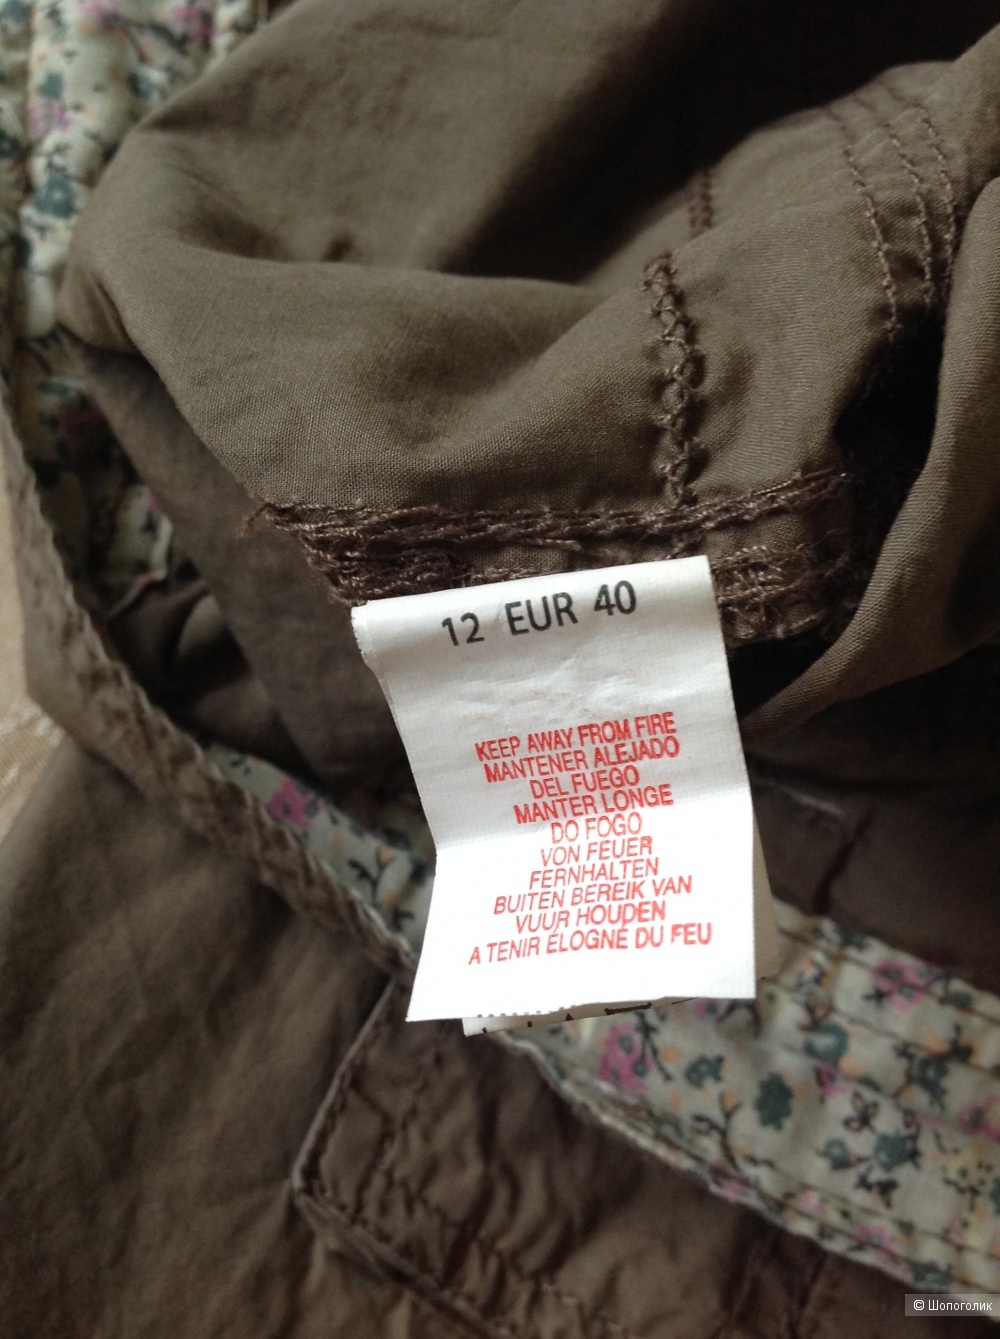 12 EUR 40
KEEP AWAY FROM FIRE
MANTENER ALEJADO
DEL FUEGO
MANTER LONGE
DO FOGO
VON FEUER
FERNHALTEN
BUITEN BEREIK VAN
VUUR HOUDEN
A TENIR ÉLOGNÉ DU FEU
© Шопоголик